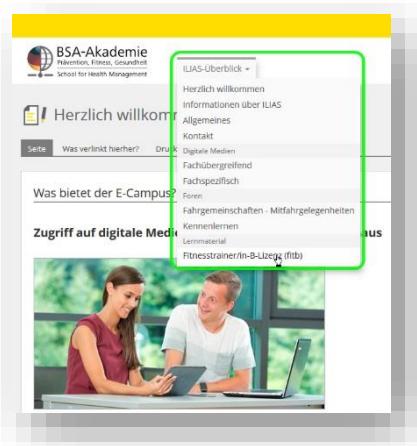 BSA-Akademie
Prävention, Fitness, Gesundheit
School for Health Management
ILIAS-Überblick
Herzlich willkommen
Informationen über ILIAS
Allgemeines
Kontakt
Digitale Medien
Fachübergreifend
Fachspezifisch
Foren
Fahrgemeinschaften - Mitfahrgelegenheiten
Kennenlernen
Lernmaterial
Fitnesstrainer/in-B-Lizenz (fitb)
Herzlich willkomm
Seite Was verlinkt hierher? Druck
Was bietet der E-Campus?
Zugriff auf digitale Medi aus